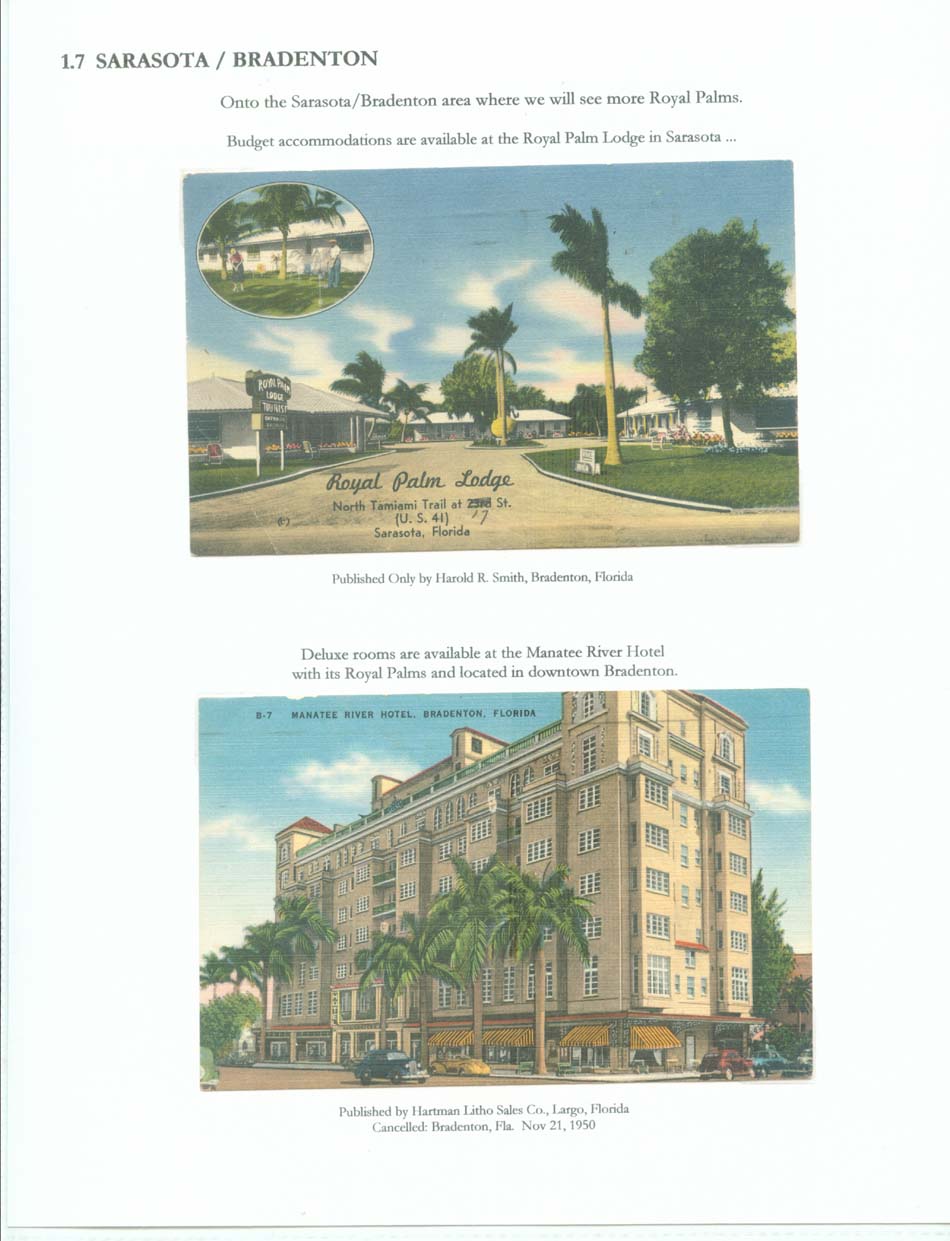 1.7 SARASOTA / BRADENTON
Onto the Sarasota/Bradenton area where we will see more Royal Palms.
Budget accommodations are available at the Royal Palm Lodge in Sarasota ...
ROYAL PALM
LODGE
TOURIST
Royal Palm Lodge
North Tamiami Trail at 23rd St.
17
(U. S. 41)
Sarasota, Florida
Published Only by Harold R. Smith, Bradenton, Florida
Deluxe rooms are available at the Manatee River Hotel
with its Royal Palms and located in downtown Bradenton.
B-7 MANATEE RIVER HOTEL, BRADENTON, FLORIDA
Published by Hartman Litho Sales Co., Largo, Florida
Cancelled: Bradenton, Fla. Nov 21, 1950